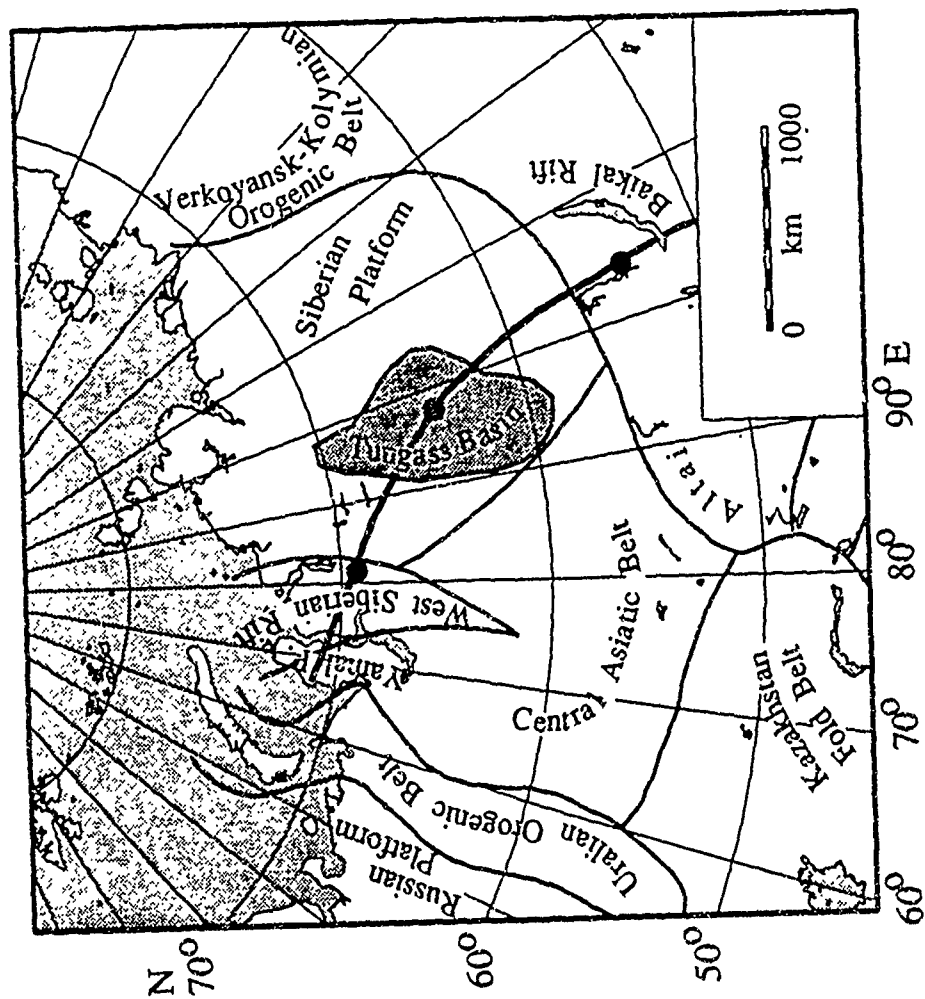 Verkoyansk-Kolymian
Orogenic Belt
Siberian
Platform
Baikal Rift
Tungass Basin
West Siberian
Rift
Yamal P.
Altai
Central Asiatic Belt
Kazakhstan
Fold Belt
Uralian Orogenic Belt
Russian
Platform
0 km 1000
N
70°
60°
50°
60°
70°
80°
90° E